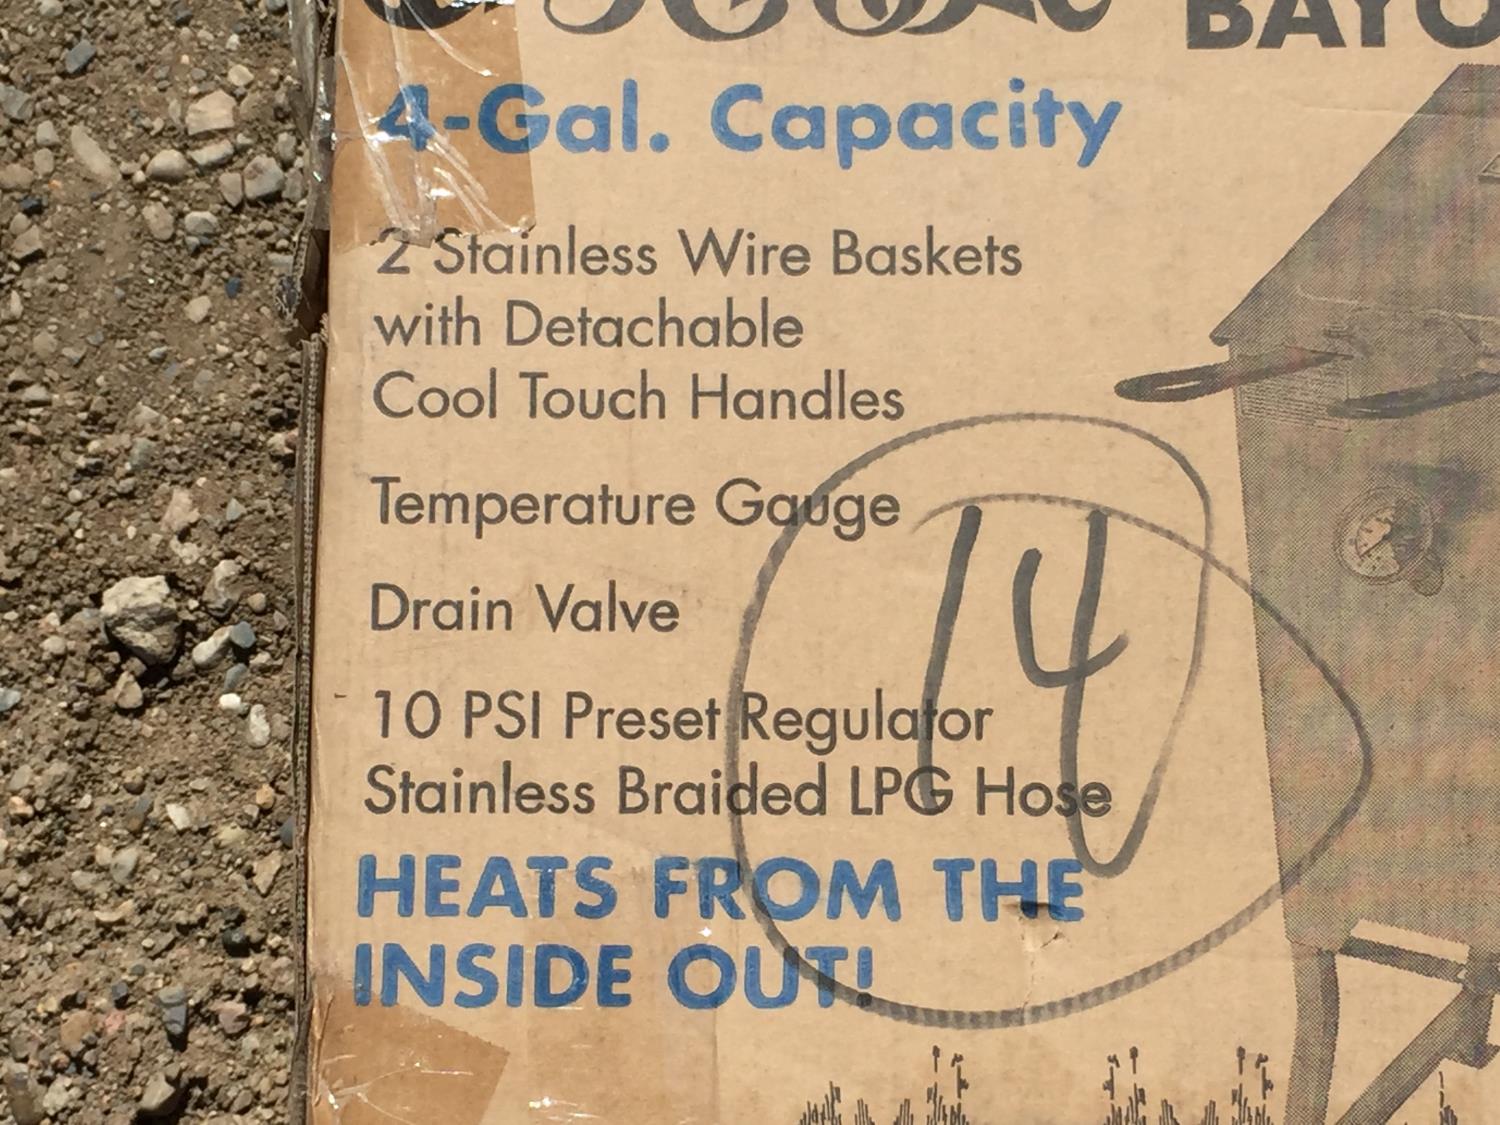 BAYO
4-Gal. Capacity
2 Stainless Wire Baskets
with Detachable
Cool Touch Handles
Temperature Gauge
14
Drain Valve
10 PSI Preset Regulator
Stainless Braided LPG Hose
HEATS FROM THE
INSIDE OUT!